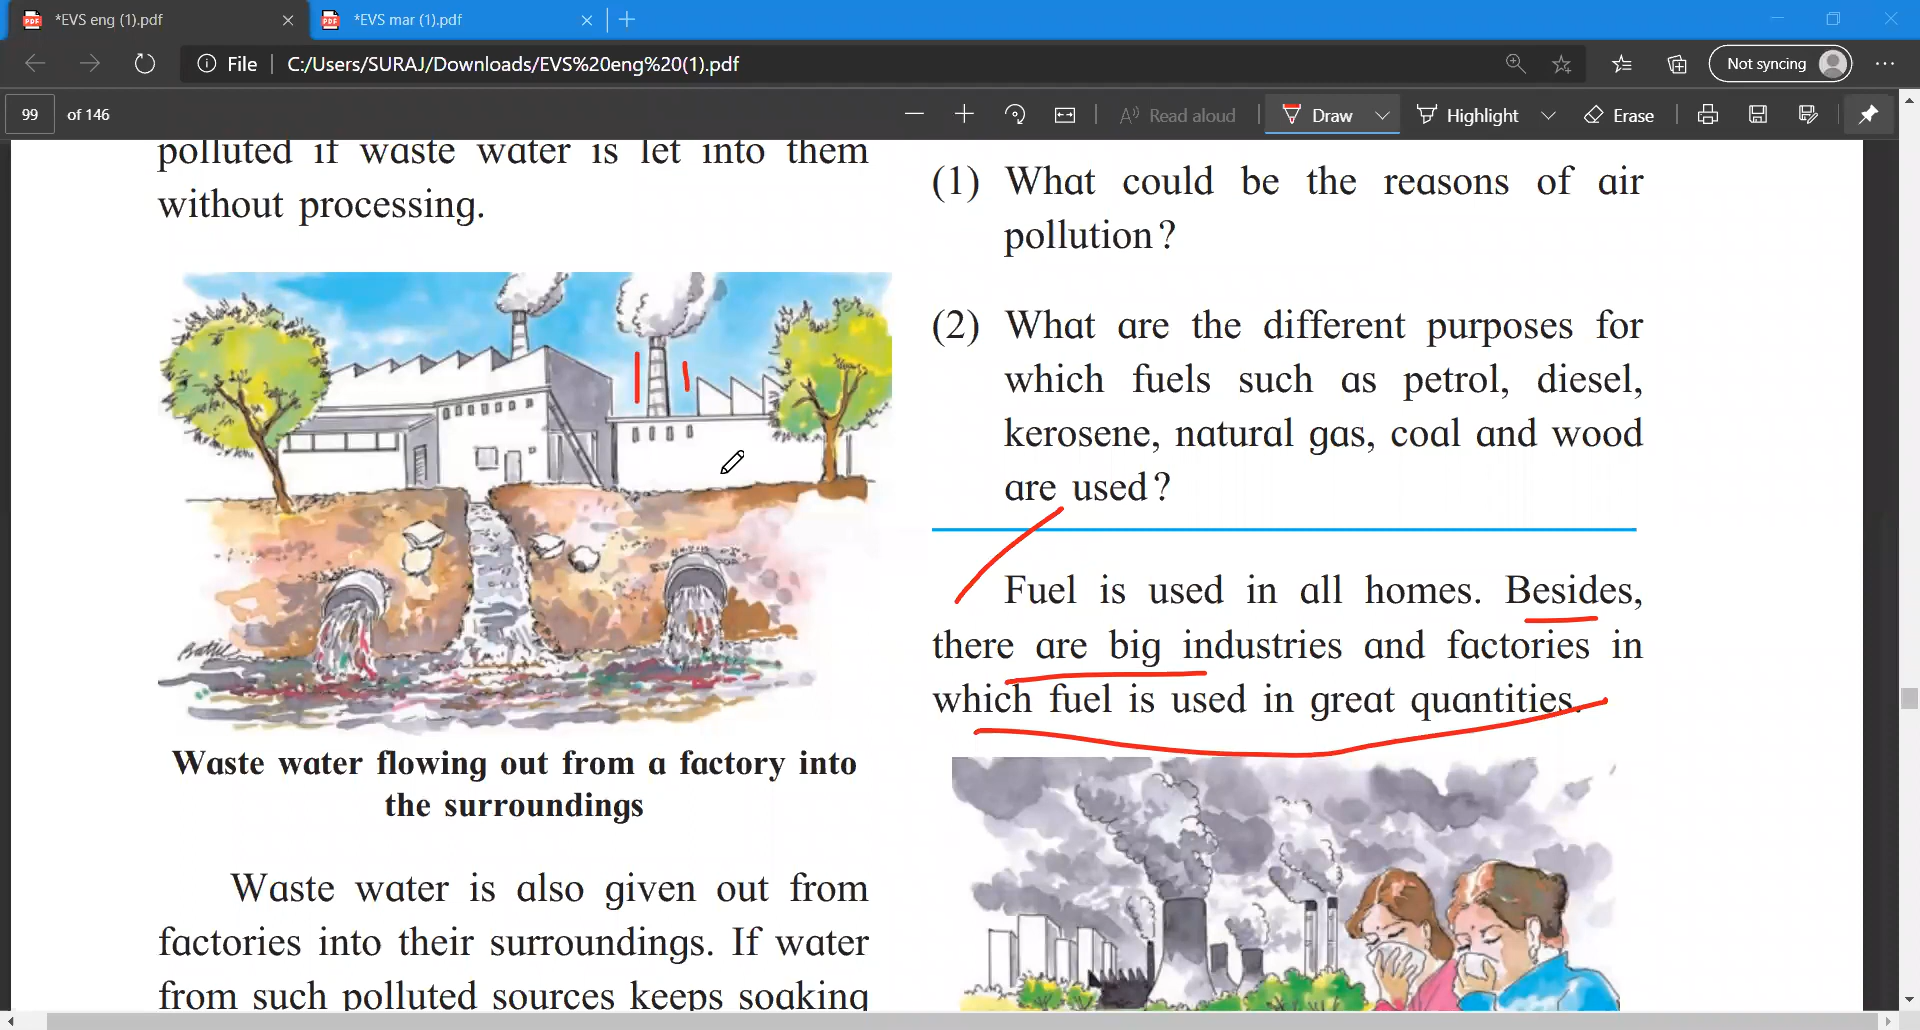 *EVS eng (1).pdf
*EVS mar (1).pdf
File
C:/Users/SURAJ/Downloads/EVS%20eng%20(1).pdf
Not syncing
99 of 146
Read aloud
Draw
Highlight
Erase
polluted if waste water is let into them
without processing.
Waste water flowing out from a factory into
the surroundings
Waste water is also given out from
factories into their surroundings. If water
from such polluted sources keeps soaking
(1) What could be the reasons of air
pollution?
(2) What are the different purposes for
which fuels such as petrol, diesel,
kerosene, natural gas, coal and wood
are used?
Fuel is used in all homes. Besides,
there are big industries and factories in
which fuel is used in great quantities.